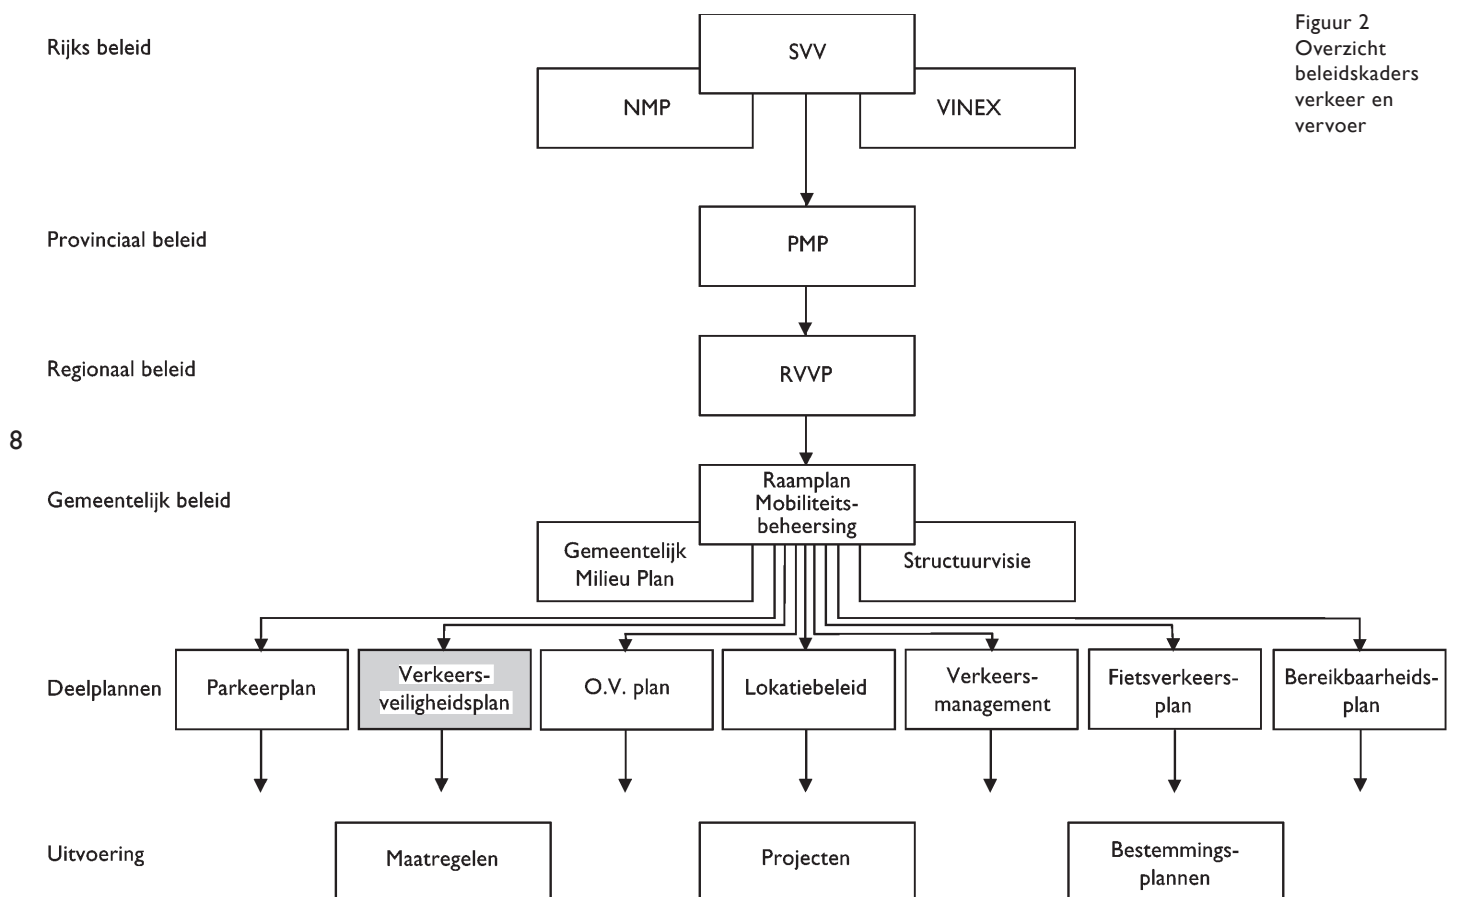 Figuur 2
Overzicht
beleidskaders
verkeer en
vervoer
Rijks beleid
SVV
NMP
VINEX
Provinciaal beleid
PMP
Regionaal beleid
RVVP
8
Gemeentelijk beleid
Raamplan
Mobiliteits-
beheersing
Gemeentelijk
Milieu Plan
Structuurvisie
Deelplannen
Parkeerplan
Verkeers-
veiligheidsplan
O.V. plan
Lokatiebeleid
Verkeers-
management
Fietsverkeers-
plan
Bereikbaarheids-
plan
Uitvoering
Maatregelen
Projecten
Bestemmings-
plannen